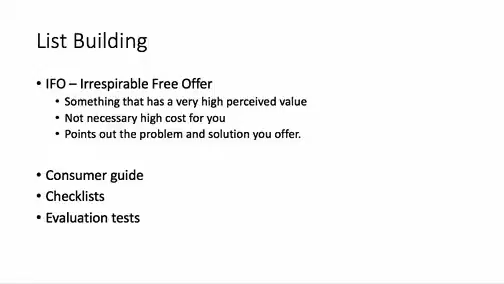 List Building
• IFO – Irrespirable Free Offer
• Something that has a very high perceived value
• Not necessary high cost for you
• Points out the problem and solution you offer.
• Consumer guide
• Checklists
• Evaluation tests